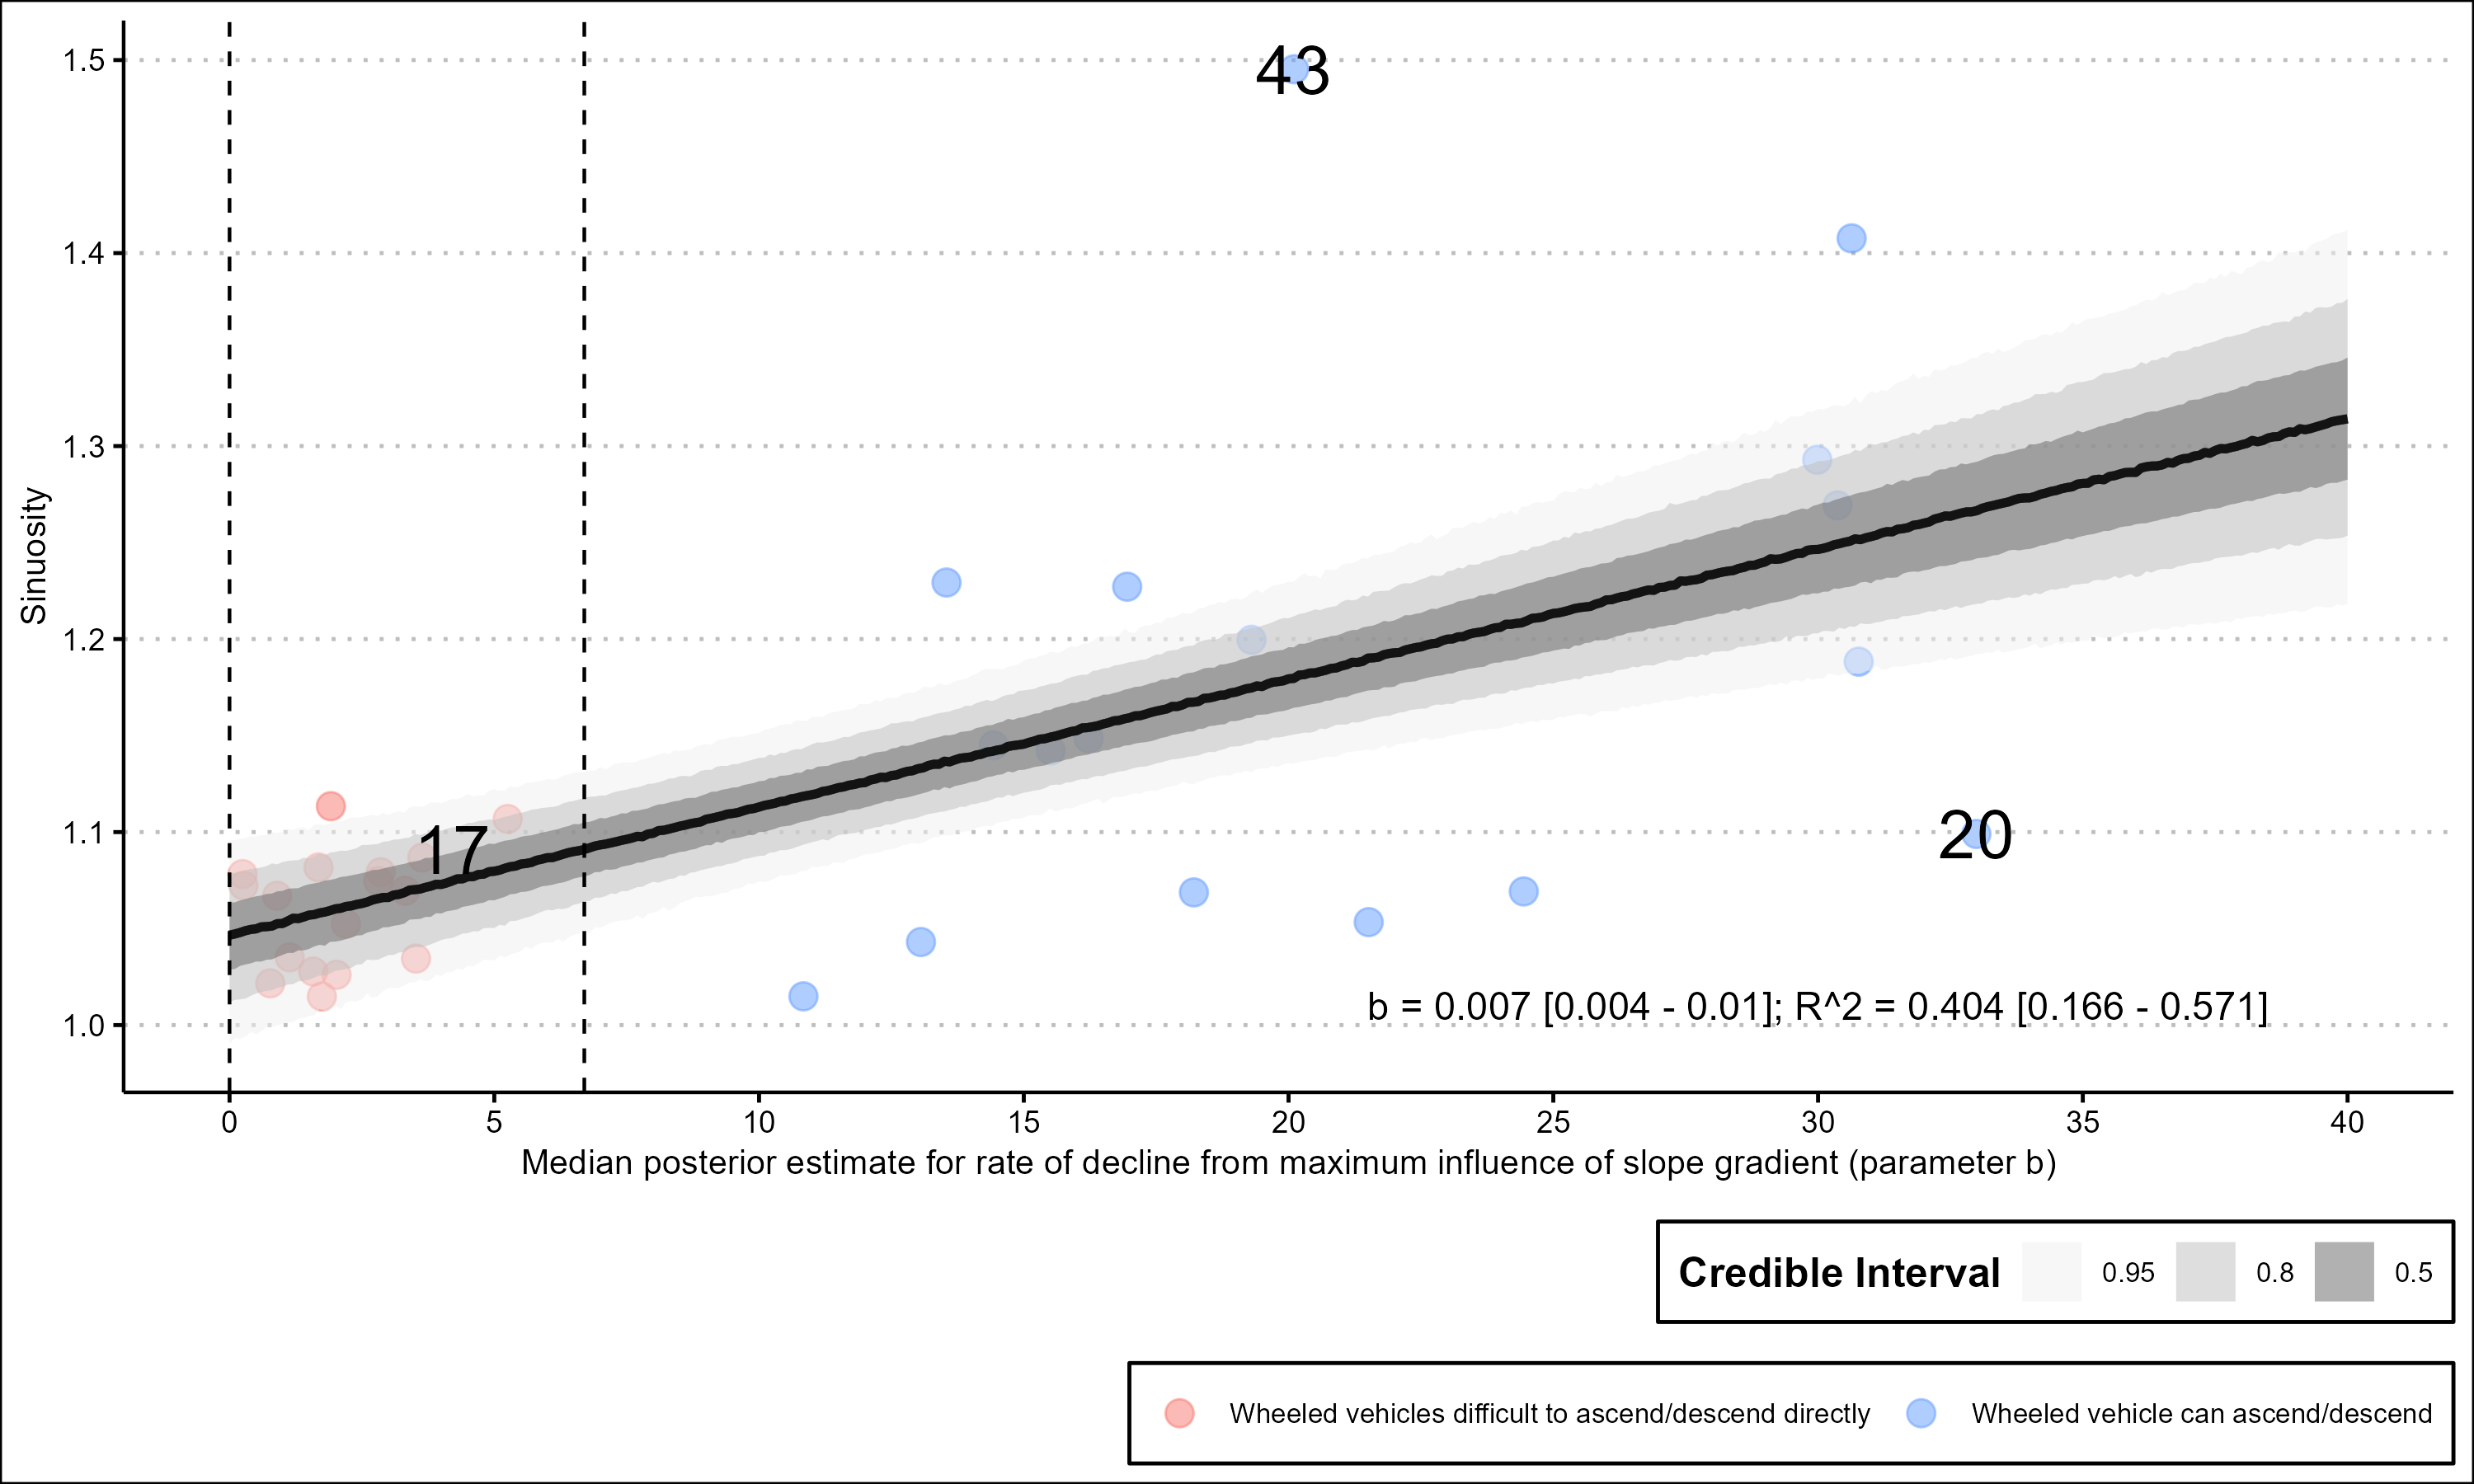 43
1.5
1.4
1.3
1.2
1.1
1.0
Sinuosity
17
20
b = 0.007 [0.004 - 0.01]; R^2 = 0.404 [0.166 - 0.571]
0 5 10 15 20 25 30 35 40
Median posterior estimate for rate of decline from maximum influence of slope gradient (parameter b)
Credible Interval 0.95 0.8 0.5
Wheeled vehicles difficult to ascend/descend directly Wheeled vehicle can ascend/descend